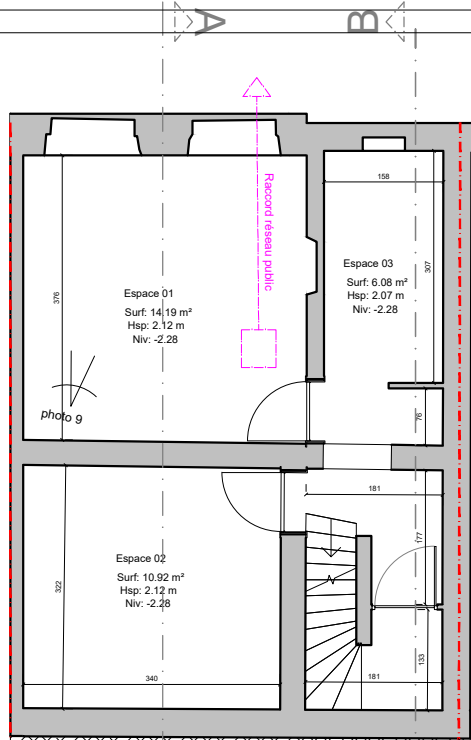 A
B
Raccord réseau public
158
Espace 03
Surf: 6.08 m²
Hsp: 2.07 m
Niv: -2.28
307
376
Espace 01
Surf: 14.19 m²
Hsp: 2.12 m
Niv: -2.28
photo 9
76
181
177
322
Espace 02
Surf: 10.92 m²
Hsp: 2.12 m
Niv: -2.28
340
181
133